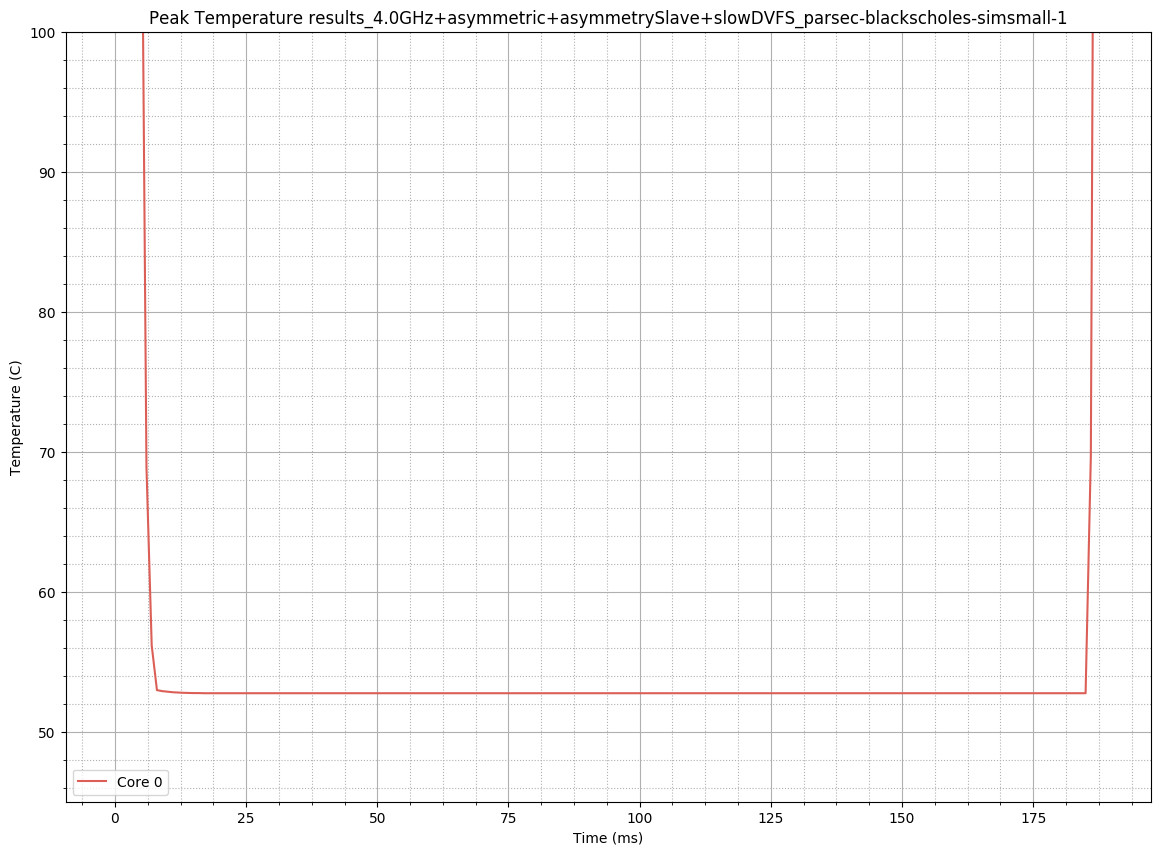 Peak Temperature results_4.0GHz+asymmetric+asymmetrySlave+slowDVFS_parsec-blackscholes-simsmall-1
100
90
80
70
60
50
Temperature (C)
Core 0
0 25 50 75 100 125 150 175
Time (ms)